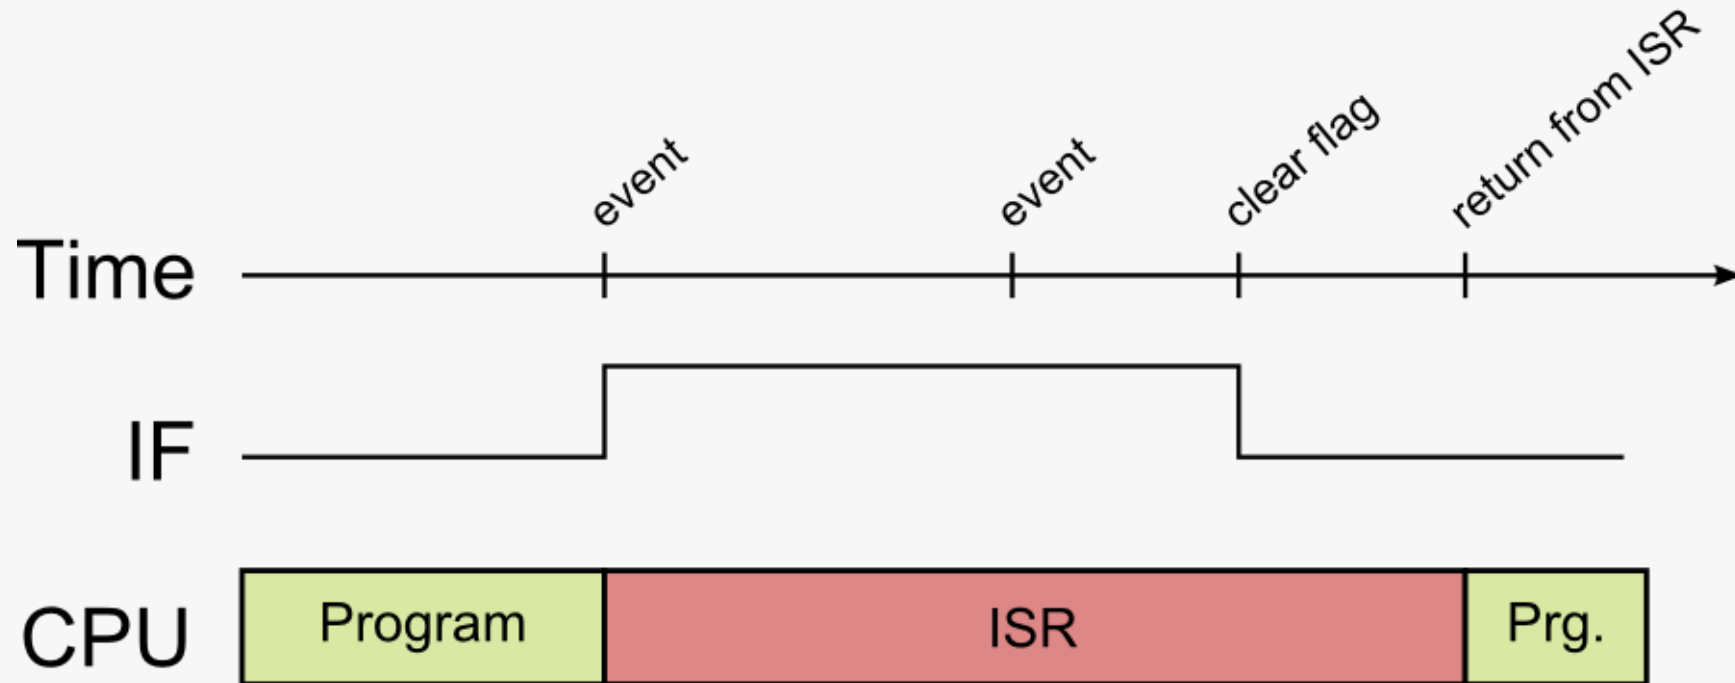 event
event
clear flag
return from ISR
Time
IF
CPU
Program
ISR
Prg.